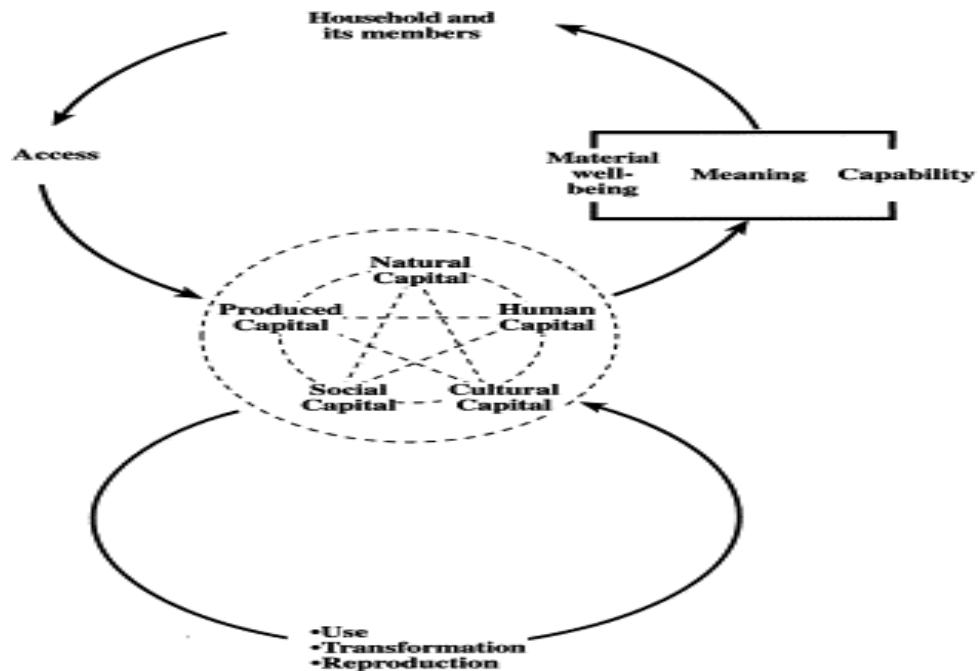 Household and
its members
Access
Material
well-
being
Meaning
Capability
Natural
Capital
Produced
Capital
Human
Capital
Social
Capital
Cultural
Capital
•Use
•Transformation
•Reproduction